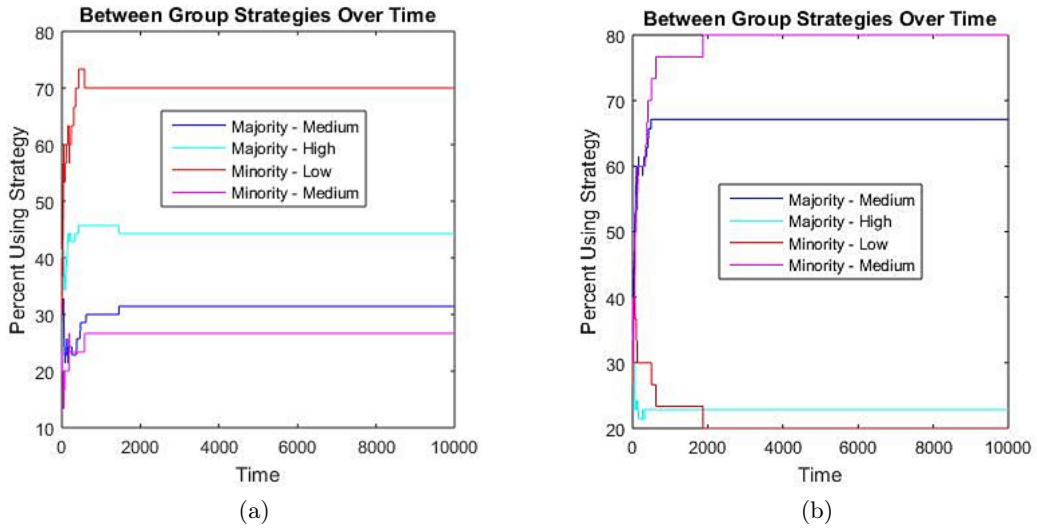 Between Group Strategies Over Time
80
70
60
50
40
30
20
10
Percent Using Strategy
Majority - Medium
Majority - High
Minority - Low
Minority - Medium
0
2000
4000
6000
8000
10000
Time
(a)
Between Group Strategies Over Time
80
70
60
50
40
30
20
Percent Using Strategy
Majority - Medium
Majority - High
Minority - Low
Minority - Medium
0
2000
4000
6000
8000
10000
Time
(b)